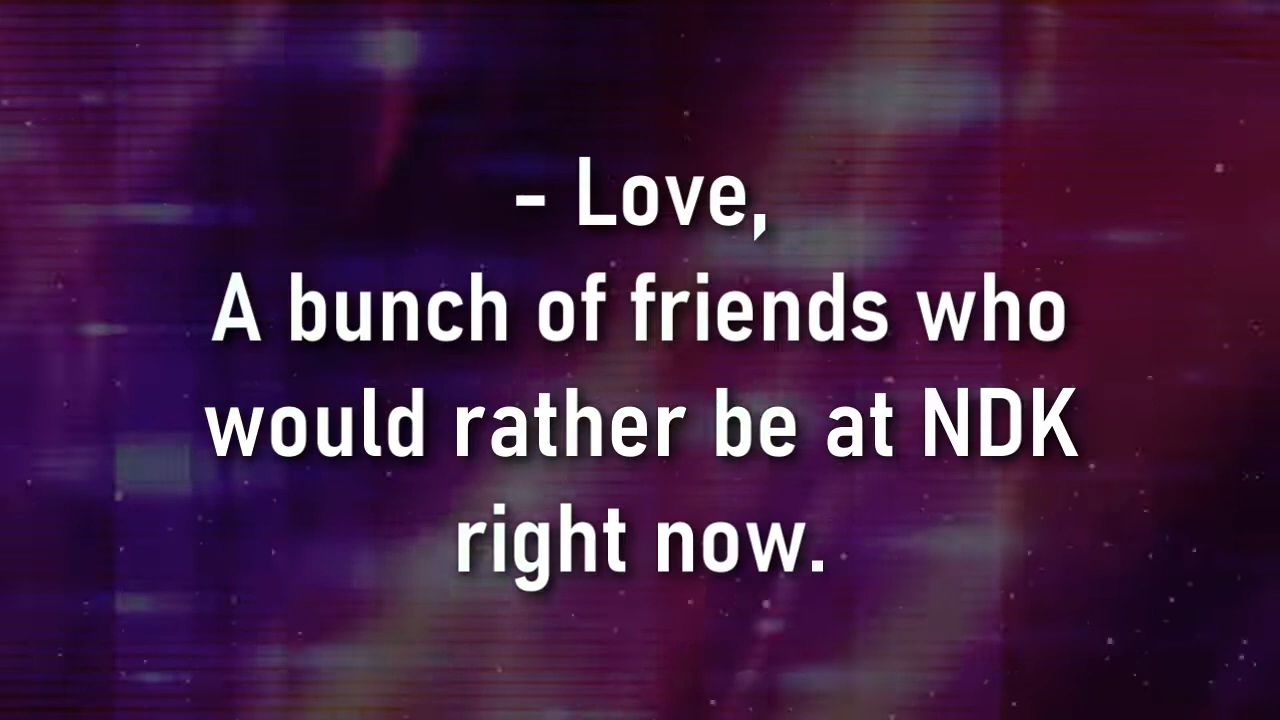 - Love,
A bunch of friends who
would rather be at NDK
right now.